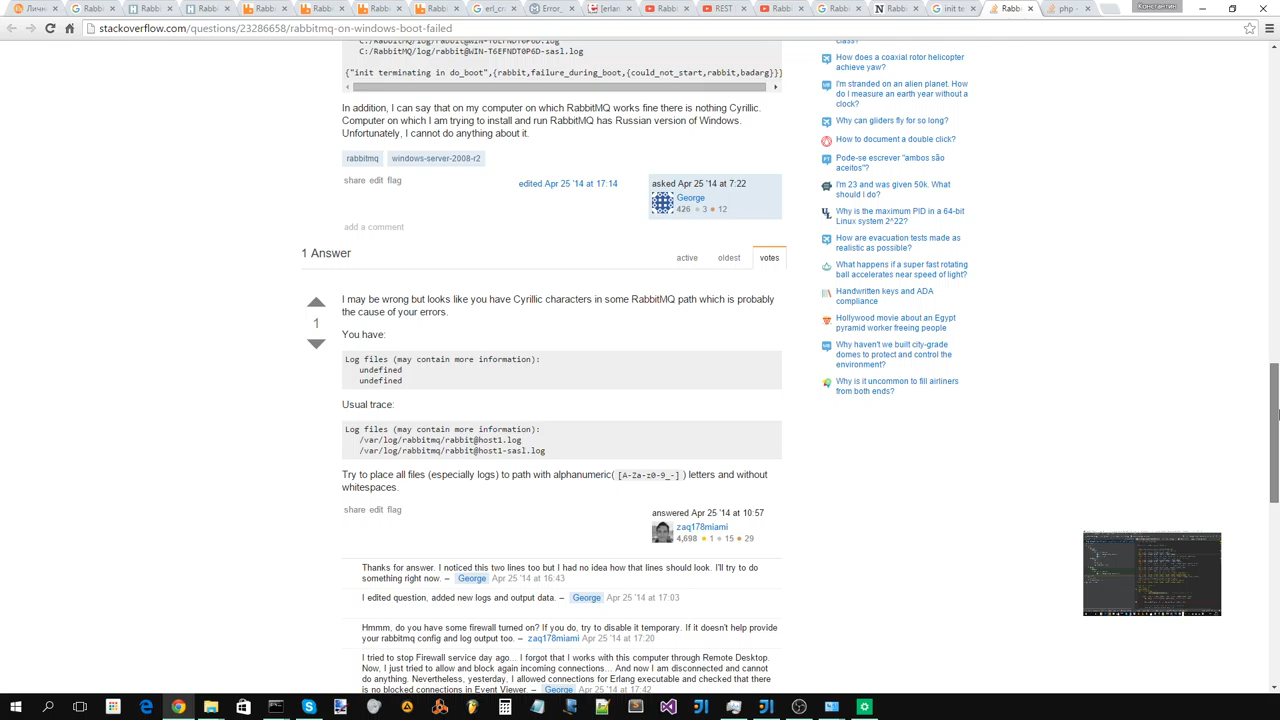 Личн
Googl
Rabbi
REST
Rabbi
Googl
init te
Rabbi
php -
Константин
stackoverflow.com/questions/23286658/rabbitmq-on-windows-boot-failed
C:/RabbitMQ/log/rabbit@WIN-T6EFNDT0P6D-sasl.log
{"init terminating in do_boot",{rabbit,failure_during_boot,{could_not_start,rabbit,badarg}}}
In addition, I can say that on my computer on which RabbitMQ works fine there is nothing Cyrillic.
Computer on which I am trying to install and run RabbitMQ has Russian version of Windows.
Unfortunately, I cannot do anything about it.
rabbitmq windows-server-2008-r2
share edit flag
edited Apr 25 '14 at 17:14
asked Apr 25 '14 at 7:22
George
426 3 12
add a comment
1 Answer
active oldest votes
1
I may be wrong but looks like you have Cyrillic characters in some RabbitMQ path which is probably
the cause of your errors.
You have:
Log files (may contain more information):
undefined
undefined
Usual trace:
Log files (may contain more information):
/var/log/rabbitmq/rabbit@host1.log
/var/log/rabbitmq/rabbit@host1-sasl.log
Try to place all files (especially logs) to path with alphanumeric( [A-Za-z0-9_-] ) letters and without
whitespaces.
share edit flag
answered Apr 25 '14 at 10:57
zaq178miami
4,698 1 15 29
Thanks for answer. I noticed this two lines too but I had no idea how that lines should look. I'll try to do
something right now. – George Apr 25 '14 at 16:43
I edited question, added new logs and output data. – George Apr 25 '14 at 17:03
Hmmm, do you have some firewall turned on? If you do, try to disable it temporary. If it doesn't help provide
your rabbitmq config and log output too. – zaq178miami Apr 25 '14 at 17:20
I tried to stop Firewall service day ago... I forgot that I works with this computer through Remote Desktop.
Now, I just tried to allow and block again incoming connections... And now I am disconnected and cannot
do anything. Nevertheless, yesterday, I allowed connections for Erlang executable and checked that there
is no blocked connections in Event Viewer. – George Apr 25 '14 at 17:42
class?
How does a coaxial rotor helicopter
achieve yaw?
I'm stranded on an alien planet. How
do I measure an earth year without a
clock?
Why can gliders fly for so long?
How to document a double click?
Pode-se escrever "ambos são
aceitos"?
I'm 23 and was given 50k. What
should I do?
Why is the maximum PID in a 64-bit
Linux system 2^22?
How are evacuation tests made as
realistic as possible?
What happens if a super fast rotating
ball accelerates near speed of light?
Handwritten keys and ADA
compliance
Hollywood movie about an Egypt
pyramid worker freeing people
Why haven't we built city-grade
domes to protect and control the
environment?
Why is it uncommon to fill airliners
from both ends?